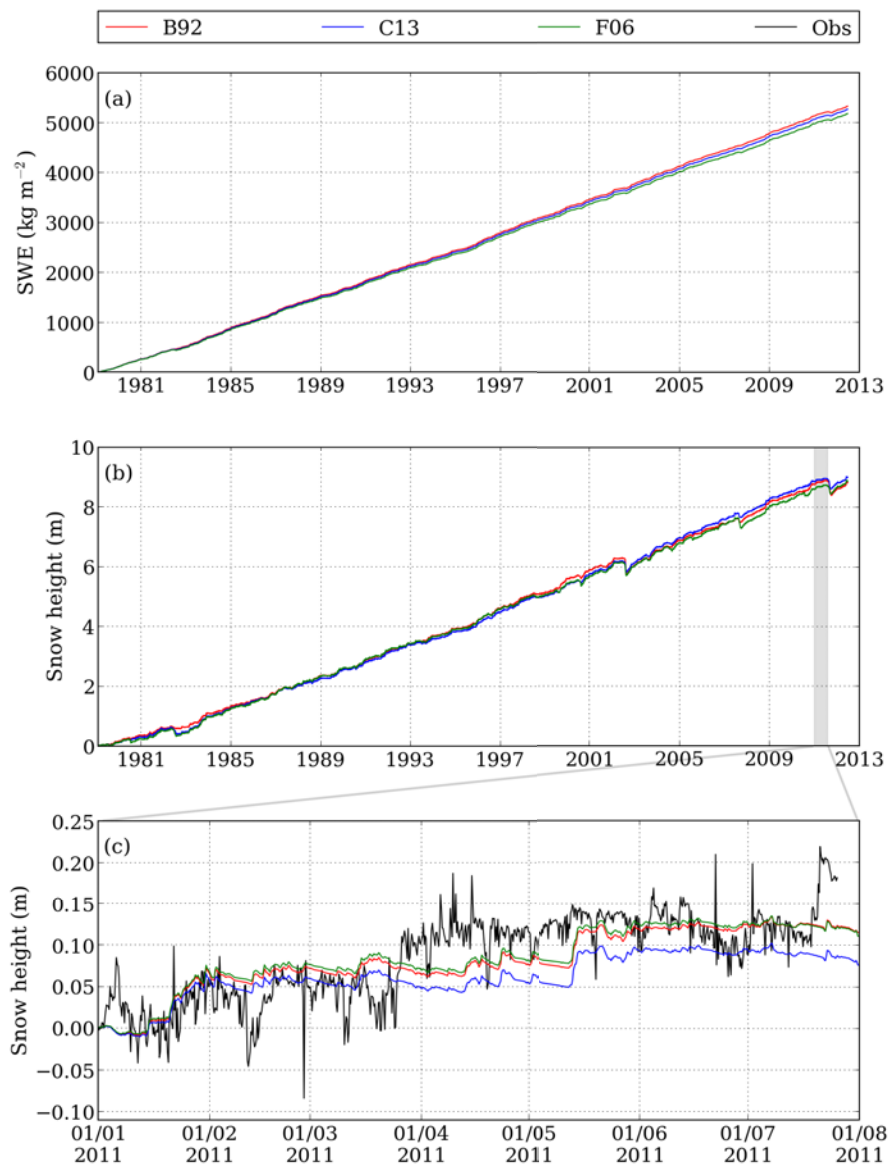 B92 C13 F06 Obs
(a)
SWE (kg m⁻²)
6000
5000
4000
3000
2000
1000
0
1981 1985 1989 1993 1997 2001 2005 2009 2013
(b)
Snow height (m)
10
8
6
4
2
0
1981 1985 1989 1993 1997 2001 2005 2009 2013
(c)
Snow height (m)
0.25
0.20
0.15
0.10
0.05
0.00
−0.05
−0.10
01/01 01/02 01/03 01/04 01/05 01/06 01/07 01/08
2011 2011 2011 2011 2011 2011 2011 2011